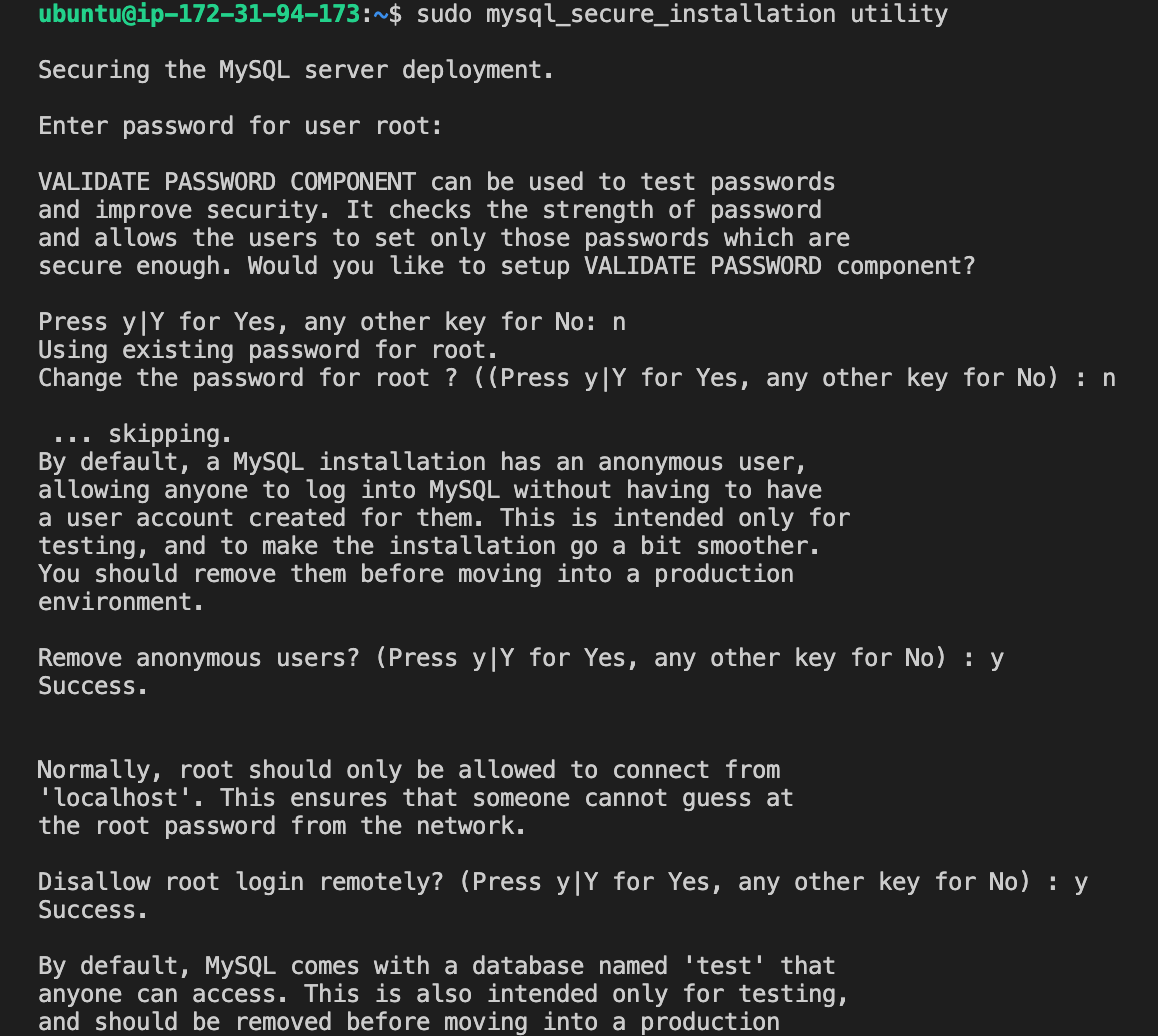 ubuntu@ip-172-31-94-173:~$ sudo mysql_secure_installation utility
Securing the MySQL server deployment.
Enter password for user root:
VALIDATE PASSWORD COMPONENT can be used to test passwords
and improve security. It checks the strength of password
and allows the users to set only those passwords which are
secure enough. Would you like to setup VALIDATE PASSWORD component?
Press y|Y for Yes, any other key for No: n
Using existing password for root.
Change the password for root ? ((Press y|Y for Yes, any other key for No) : n
... skipping.
By default, a MySQL installation has an anonymous user,
allowing anyone to log into MySQL without having to have
a user account created for them. This is intended only for
testing, and to make the installation go a bit smoother.
You should remove them before moving into a production
environment.
Remove anonymous users? (Press y|Y for Yes, any other key for No) : y
Success.
Normally, root should only be allowed to connect from
'localhost'. This ensures that someone cannot guess at
the root password from the network.
Disallow root login remotely? (Press y|Y for Yes, any other key for No) : y
Success.
By default, MySQL comes with a database named 'test' that
anyone can access. This is also intended only for testing,
and should be removed before moving into a production